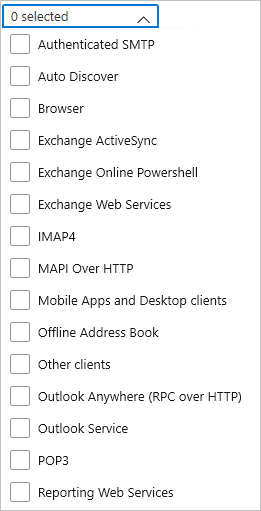 0 selected
Authenticated SMTP
Auto Discover
Browser
Exchange ActiveSync
Exchange Online Powershell
Exchange Web Services
IMAP4
MAPI Over HTTP
Mobile Apps and Desktop clients
Offline Address Book
Other clients
Outlook Anywhere (RPC over HTTP)
Outlook Service
POP3
Reporting Web Services